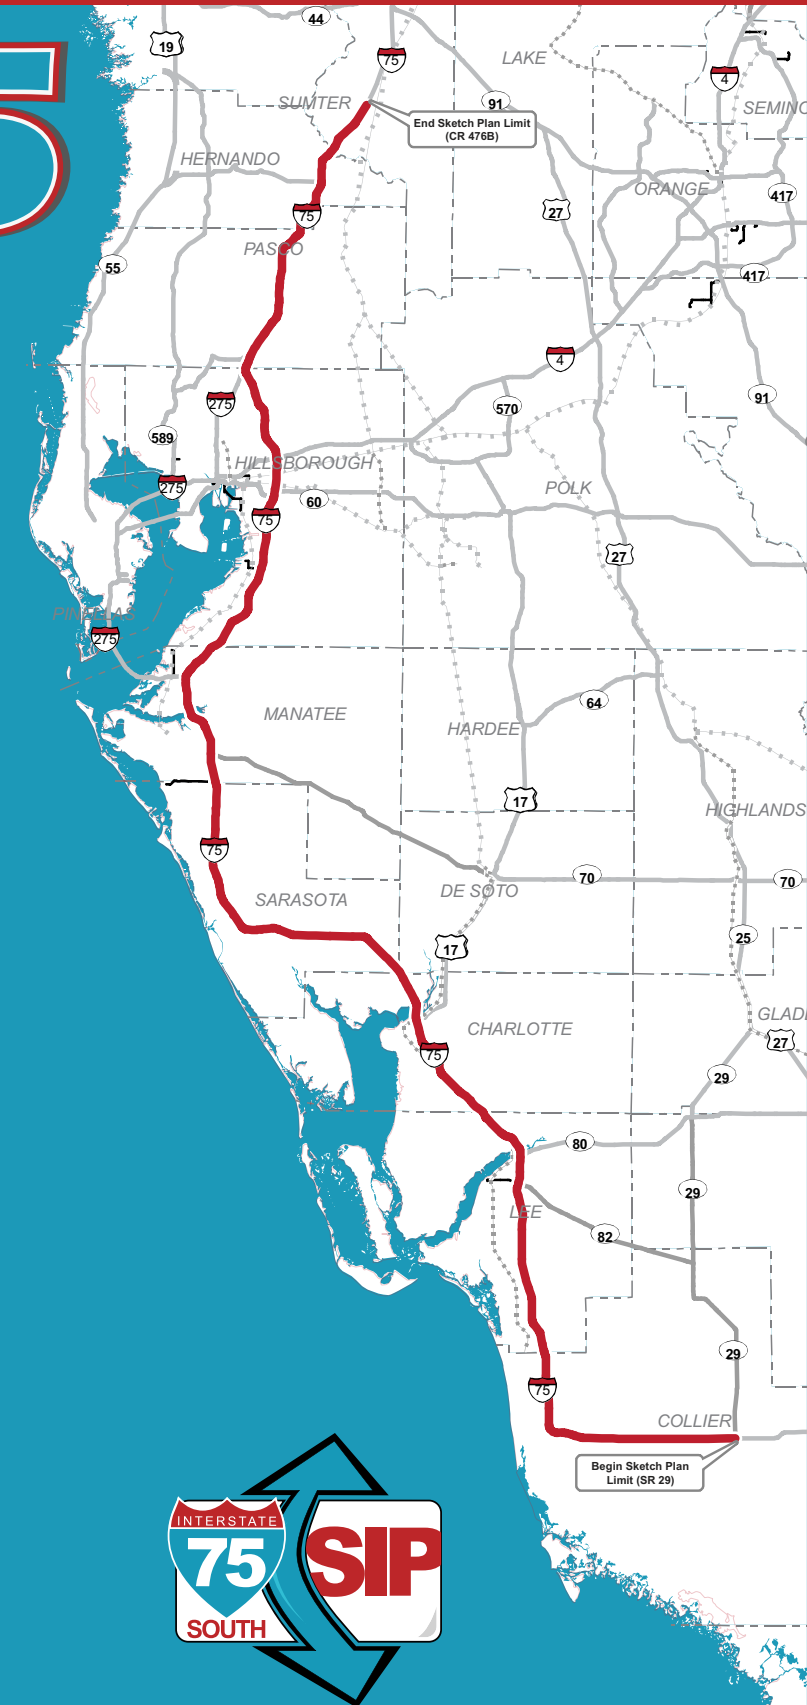 44
19
75
LAKE
4
SUMTER
91
SEMINO
End Sketch Plan Limit
(CR 476B)
HERNANDO
ORANGE
417
27
75
PASCO
55
417
4
91
275
570
589
HILLSBOROUGH
275
60
POLK
75
27
PINELLAS
275
64
MANATEE
HARDEE
17
HIGHLANDS
75
70
70
DE SOTO
SARASOTA
25
17
CHARLOTTE
GLADI
27
75
29
80
29
LEE
82
29
75
COLLIER
Begin Sketch Plan
Limit (SR 29)
INTERSTATE
75
SOUTH
SIP